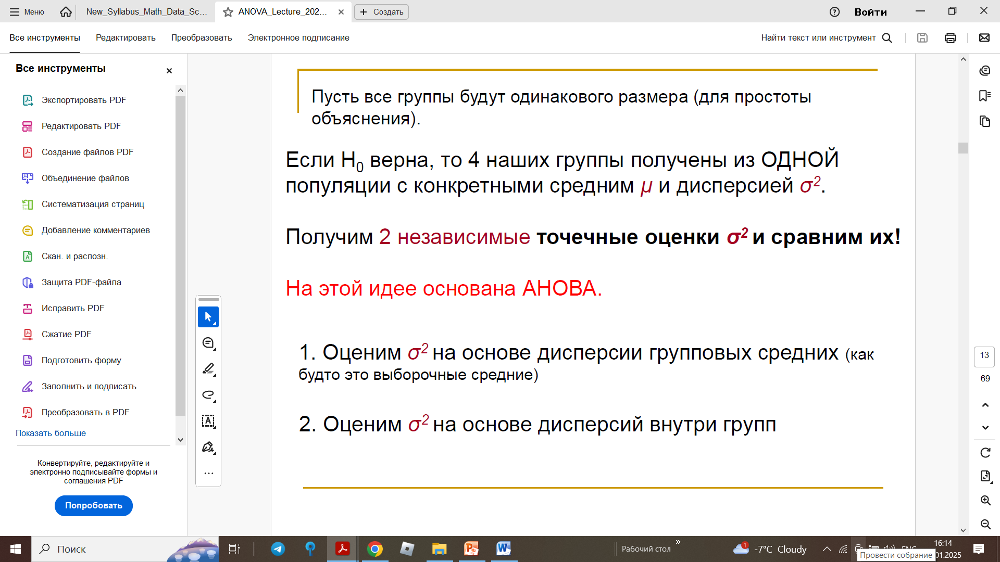 Меню
New_Syllabus_Math_Data_Sc...
ANOVA_Lecture_202...
Создать
Войти
Все инструменты
Редактировать
Преобразовать
Электронное подписание
Найти текст или инструмент
Все инструменты
Экспортировать PDF
Редактировать PDF
Создание файлов PDF
Объединение файлов
Систематизация страниц
Добавление комментариев
Скан. и распозн.
Защита PDF-файла
Исправить PDF
Сжатие PDF
Подготовить форму
Заполнить и подписать
Преобразовать в PDF
Показать больше
Конвертируйте, редактируйте и
электронно подписывайте формы и
соглашения PDF
Попробовать
Пусть все группы будут одинакового размера (для простоты
объяснения).
Если H₀ верна, то 4 наших группы получены из ОДНОЙ
популяции с конкретными средним μ и дисперсией σ².
Получим 2 независимые точечные оценки σ² и сравним их!
На этой идее основана АНОВА.
1. Оценим σ² на основе дисперсии групповых средних (как
будто это выборочные средние)
2. Оценим σ² на основе дисперсий внутри групп
13
69
Поиск
Рабочий стол
1
-7°C Cloudy
16:14
01.2025
Провести собрание